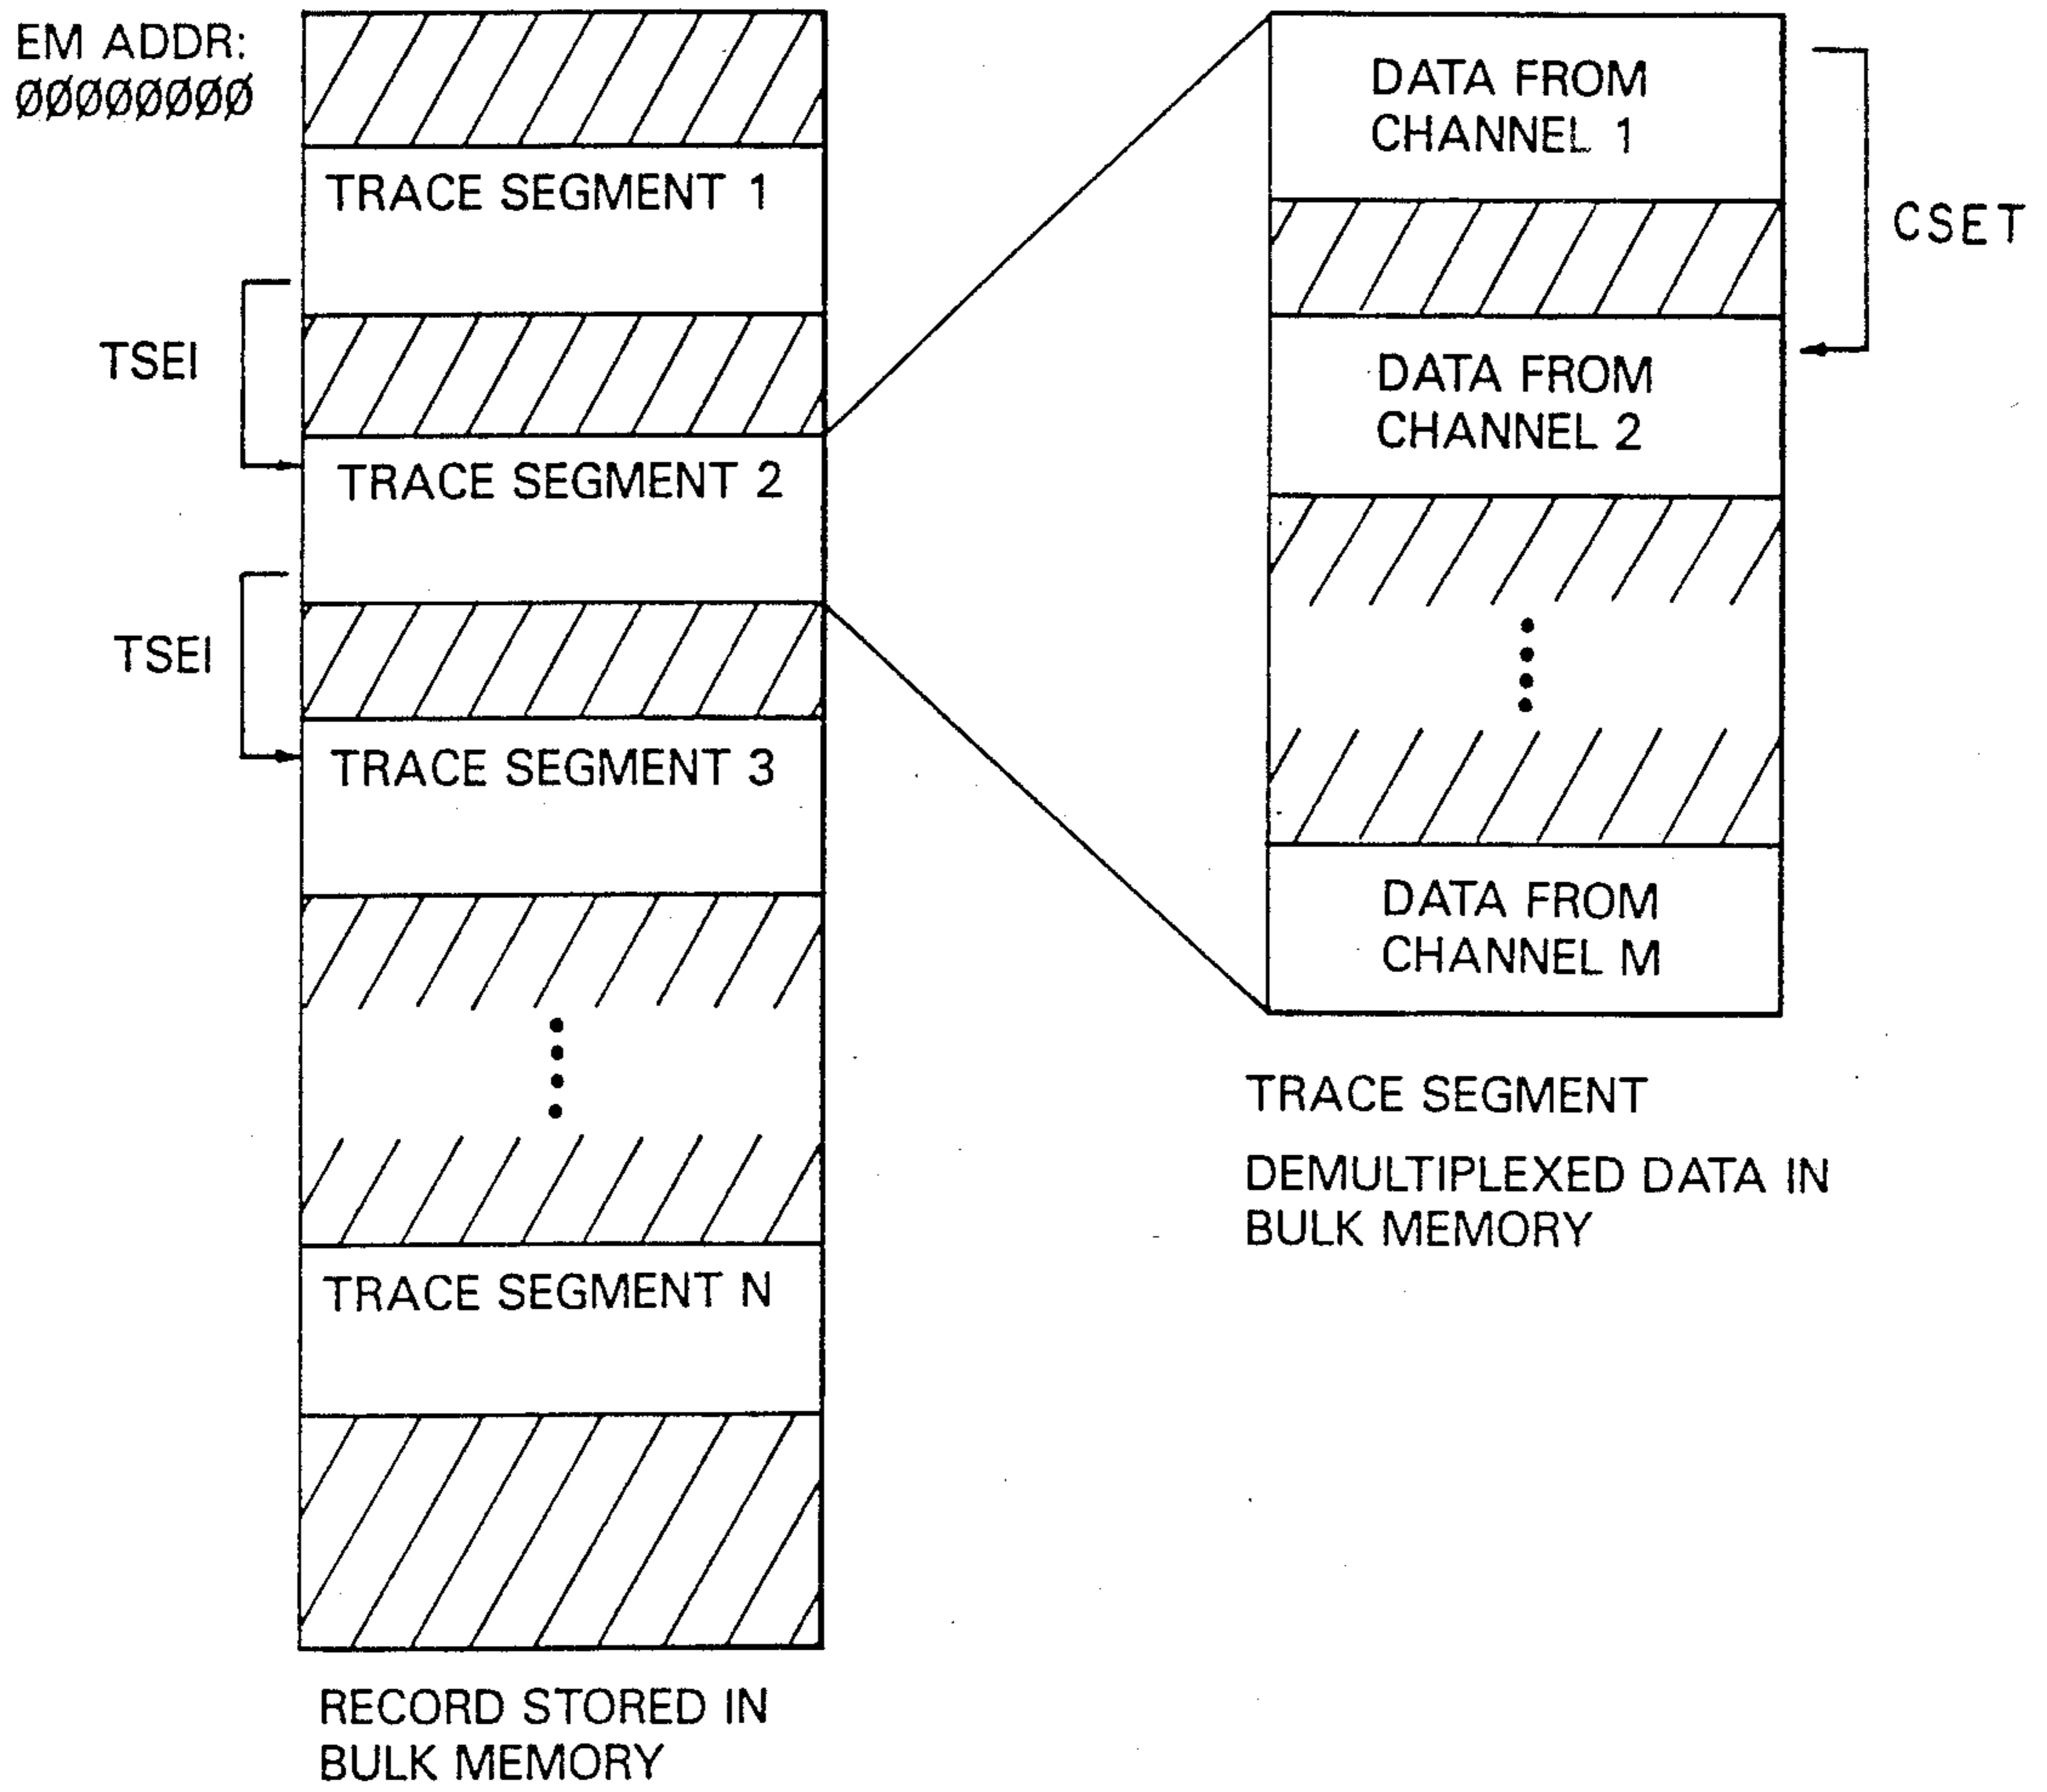 EM ADDR:
ØØØØØØØØ
TRACE SEGMENT 1
TSEI
TRACE SEGMENT 2
TSEI
TRACE SEGMENT 3
TRACE SEGMENT N
RECORD STORED IN
BULK MEMORY
DATA FROM
CHANNEL 1
CSET
DATA FROM
CHANNEL 2
DATA FROM
CHANNEL M
TRACE SEGMENT
DEMULTIPLEXED DATA IN
BULK MEMORY